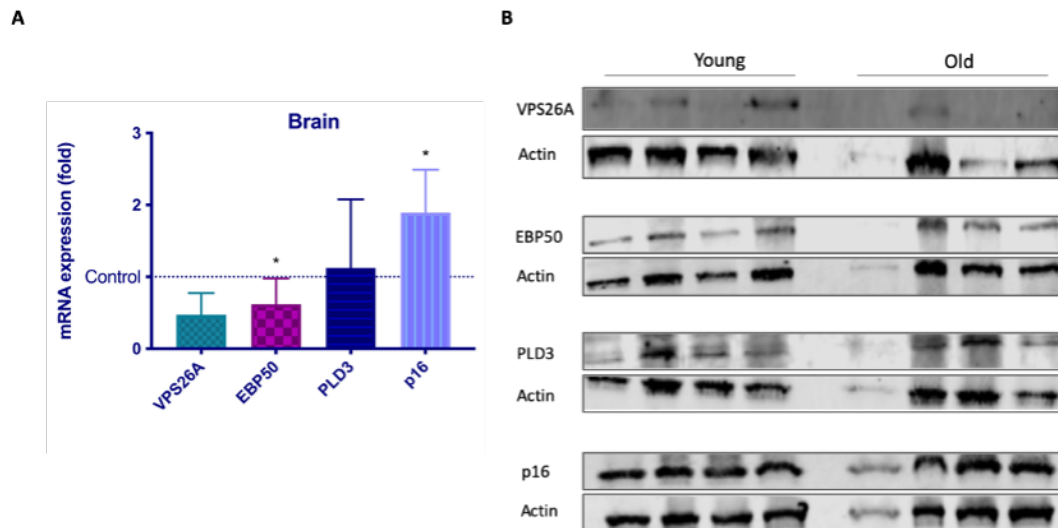 A
B
Brain
mRNA expression (fold)
3
2
Control
0
*
*
VPS26A
EBP50
PLD3
p16
Young
Old
VPS26A
Actin
EBP50
Actin
PLD3
Actin
p16
Actin